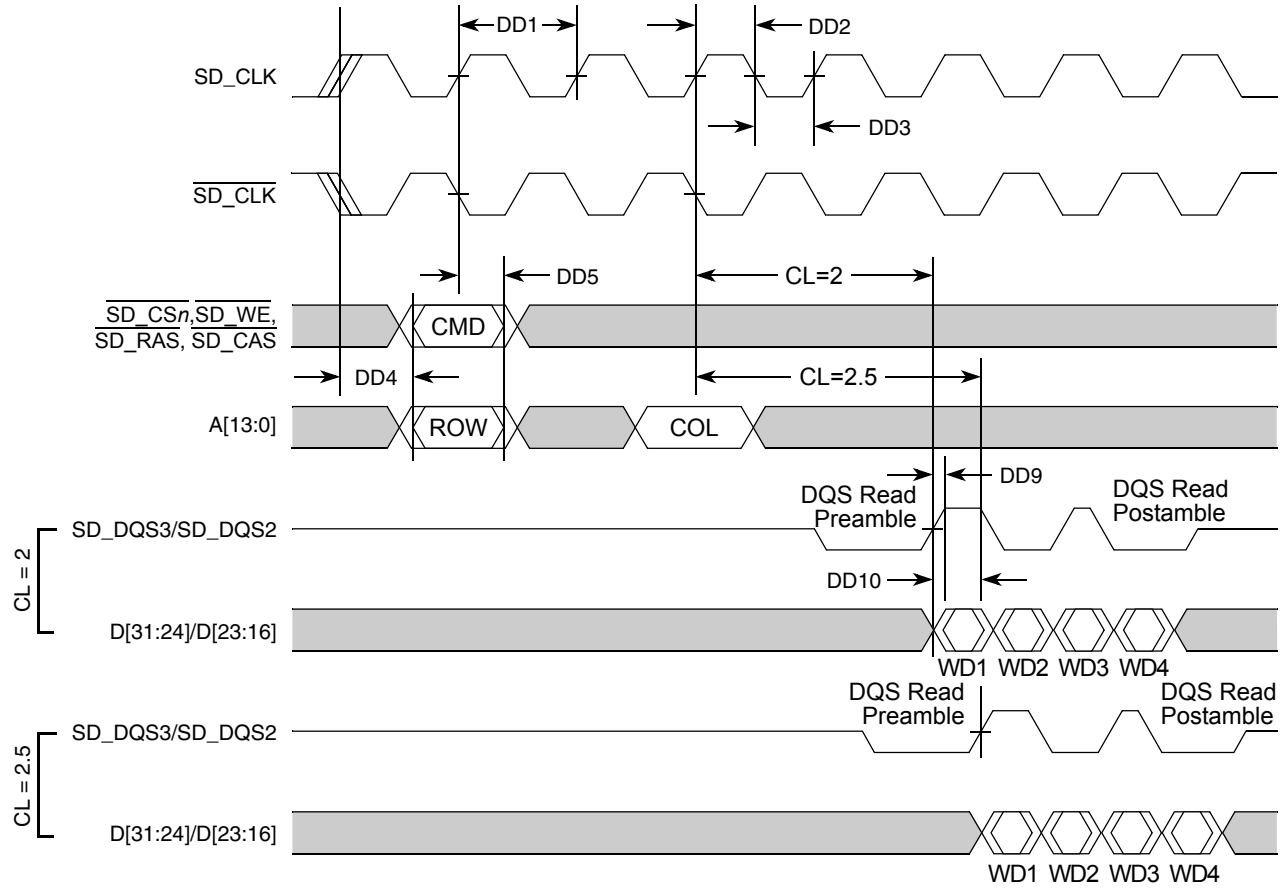 DD1
DD2
SD_CLK
DD3
SD_CLK
DD5
CL=2
SD_CSn,SD_WE,
SD_RAS, SD_CAS
CMD
DD4
CL=2.5
A[13:0]
ROW
COL
DD9
DQS Read
Preamble
DQS Read
Postamble
SD_DQS3/SD_DQS2
CL = 2
DD10
D[31:24]/D[23:16]
WD1 WD2 WD3 WD4
DQS Read
Preamble
DQS Read
Postamble
SD_DQS3/SD_DQS2
CL = 2.5
D[31:24]/D[23:16]
WD1 WD2 WD3 WD4